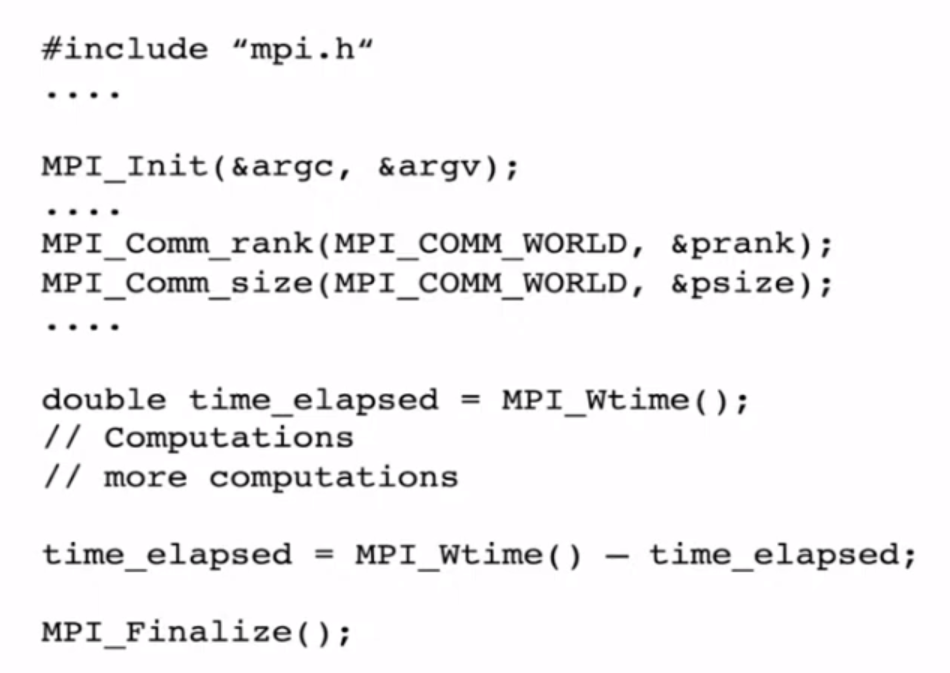 #include “mpi.h“
....
MPI_Init(&argc, &argv);
....
MPI_Comm_rank(MPI_COMM_WORLD, &prank);
MPI_Comm_size(MPI_COMM_WORLD, &psize);
....
double time_elapsed = MPI_Wtime();
// Computations
// more computations
time_elapsed = MPI_Wtime() – time_elapsed;
MPI_Finalize();